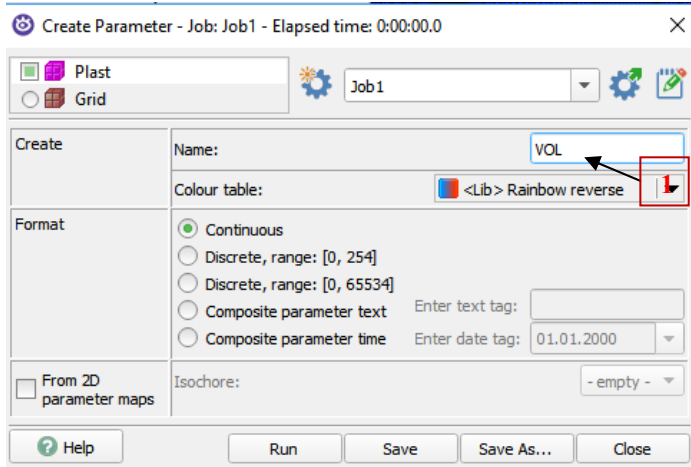 Create Parameter - Job: Job1 - Elapsed time: 0:00:00.0
Plast
Grid
Job1
Create
Name:
VOL
Colour table:
<Lib> Rainbow reverse
1
Format
Continuous
Discrete, range: [0, 254]
Discrete, range: [0, 65534]
Composite parameter text
Enter text tag:
Composite parameter time
Enter date tag:
01.01.2000
From 2D
parameter maps
Isochore:
- empty -
? Help
Run
Save
Save As...
Close